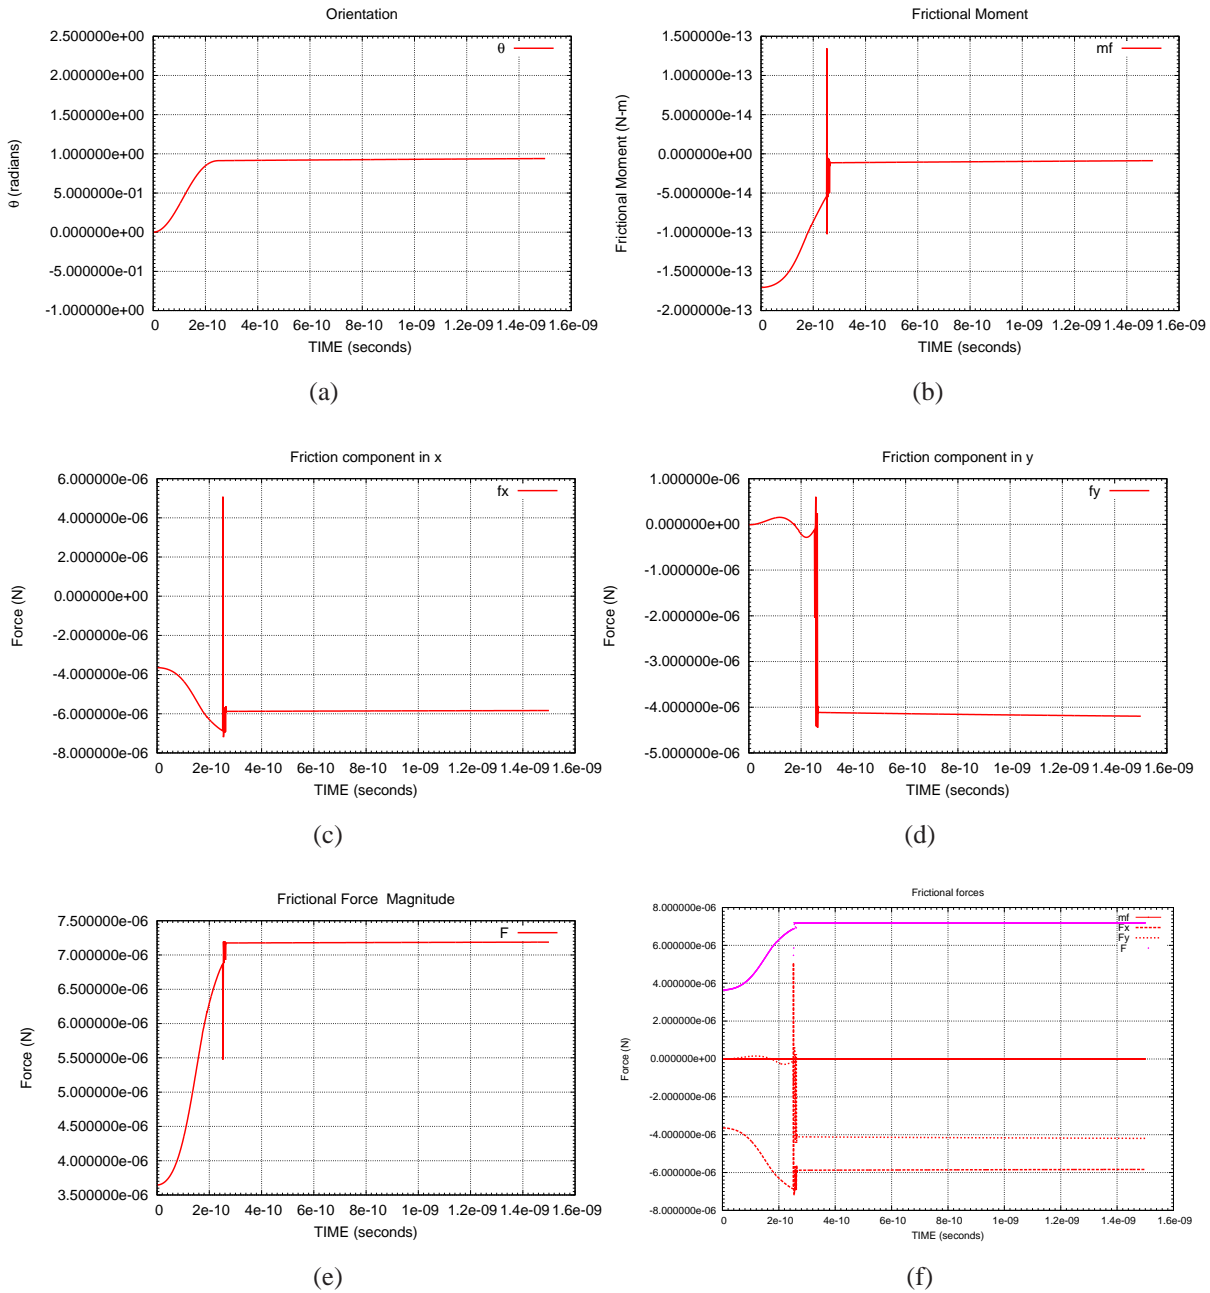 Orientation
2.500000e+00
2.000000e+00
1.500000e+00
1.000000e+00
5.000000e-01
0.000000e+00
-5.000000e-01
-1.000000e+00
θ (radians)
θ
0 2e-10 4e-10 6e-10 8e-10 1e-09 1.2e-09 1.4e-09 1.6e-09
TIME (seconds)
(a)
Frictional Moment
1.500000e-13
1.000000e-13
5.000000e-14
0.000000e+00
-5.000000e-14
-1.000000e-13
-1.500000e-13
-2.000000e-13
Frictional Moment (N-m)
mf
0 2e-10 4e-10 6e-10 8e-10 1e-09 1.2e-09 1.4e-09 1.6e-09
TIME (seconds)
(b)
Friction component in x
6.000000e-06
4.000000e-06
2.000000e-06
0.000000e+00
-2.000000e-06
-4.000000e-06
-6.000000e-06
-8.000000e-06
Force (N)
fx
0 2e-10 4e-10 6e-10 8e-10 1e-09 1.2e-09 1.4e-09 1.6e-09
TIME (seconds)
(c)
Friction component in y
1.000000e-06
0.000000e+00
-1.000000e-06
-2.000000e-06
-3.000000e-06
-4.000000e-06
-5.000000e-06
Force (N)
fy
0 2e-10 4e-10 6e-10 8e-10 1e-09 1.2e-09 1.4e-09 1.6e-09
TIME (seconds)
(d)
Frictional Force Magnitude
7.500000e-06
7.000000e-06
6.500000e-06
6.000000e-06
5.500000e-06
5.000000e-06
4.500000e-06
4.000000e-06
3.500000e-06
Force (N)
F
0 2e-10 4e-10 6e-10 8e-10 1e-09 1.2e-09 1.4e-09 1.6e-09
TIME (seconds)
(e)
Frictional forces
8.000000e-06
6.000000e-06
4.000000e-06
2.000000e-06
0.000000e+00
-2.000000e-06
-4.000000e-06
-6.000000e-06
-8.000000e-06
Force (N)
mf
Fx
Fy
F
0 2e-10 4e-10 6e-10 8e-10 1e-09 1.2e-09 1.4e-09 1.6e-09
TIME (seconds)
(f)